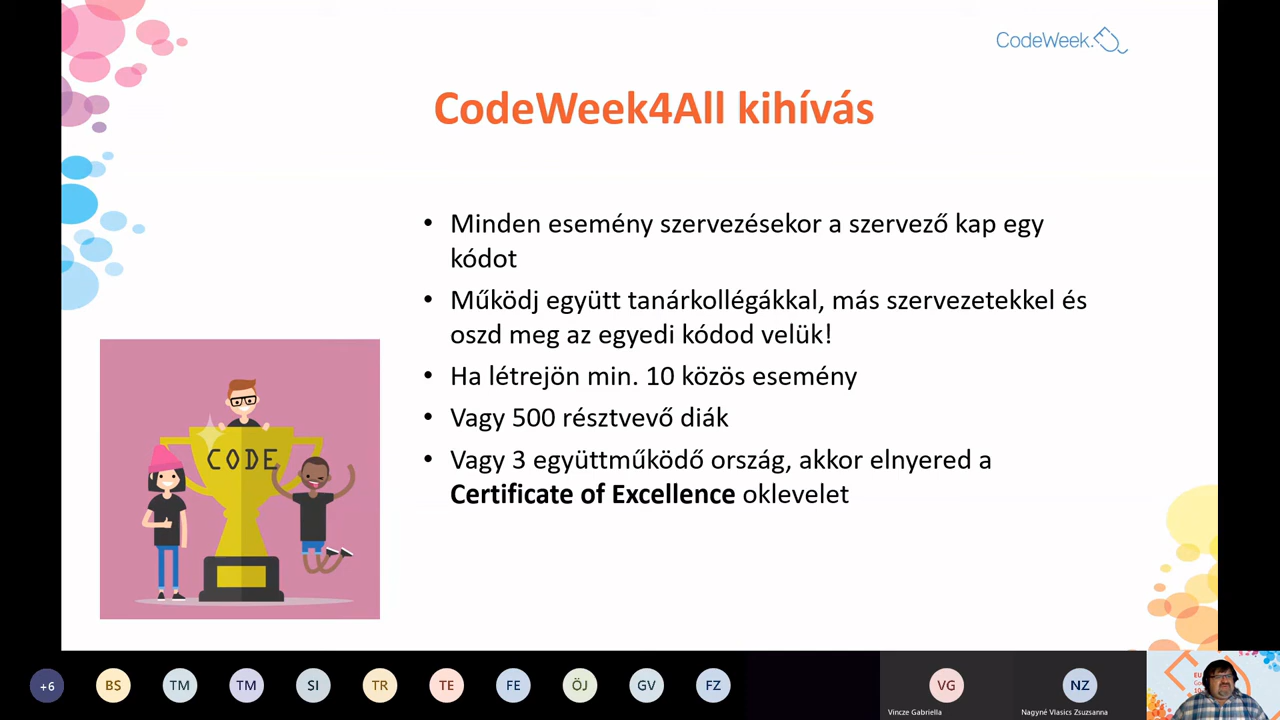 CodeWeek.
CodeWeek4All kihívás
• Minden esemény szervezésekor a szervező kap egy
kódot
• Működj együtt tanárkollégákkal, más szervezetekkel és
oszd meg az egyedi kódod velük!
• Ha létrejön min. 10 közös esemény
• Vagy 500 résztvevő diák
• Vagy 3 együttműködő ország, akkor elnyered a
Certificate of Excellence oklevelet
CODE
+6 BS TM TM SI TR TE FE ÖJ GV FZ VG NZ
Vincze Gabriella Nagyné Vlasics Zsuzsanna